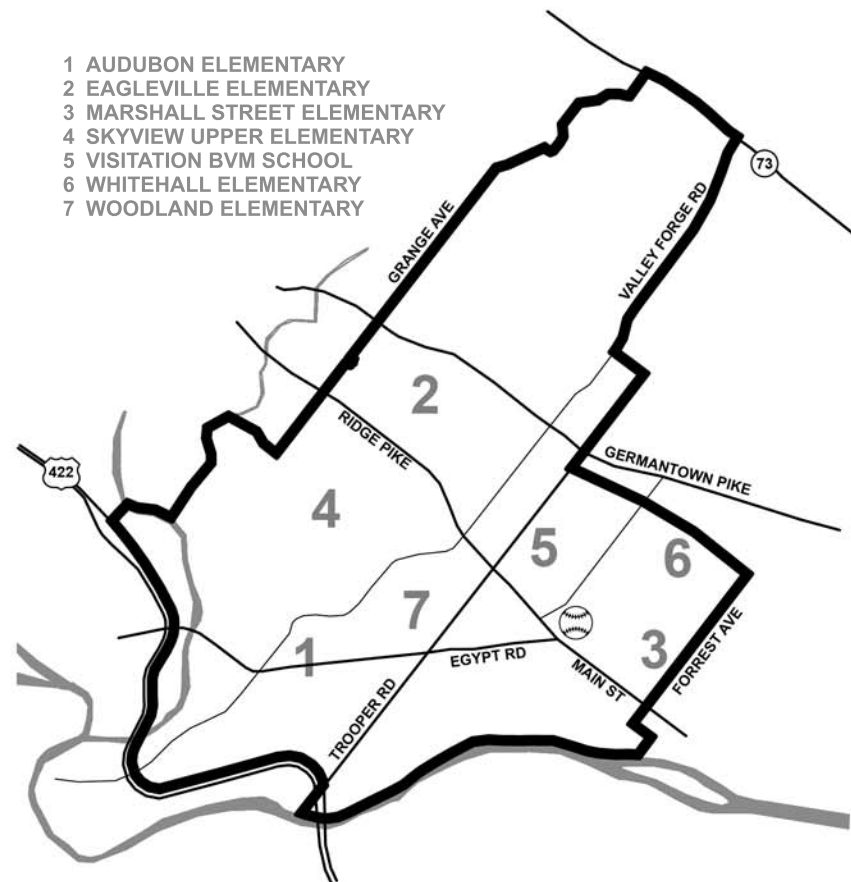 1 AUDUBON ELEMENTARY
2 EAGLEVILLE ELEMENTARY
3 MARSHALL STREET ELEMENTARY
4 SKYVIEW UPPER ELEMENTARY
5 VISITATION BVM SCHOOL
6 WHITEHALL ELEMENTARY
7 WOODLAND ELEMENTARY
73
GRANGE AVE
VALLEY FORGE RD
2
RIDGE PIKE
GERMANTOWN PIKE
422
4
5
6
7
1
3
EGYPT RD
MAIN ST
FORREST AVE
TROOPER RD